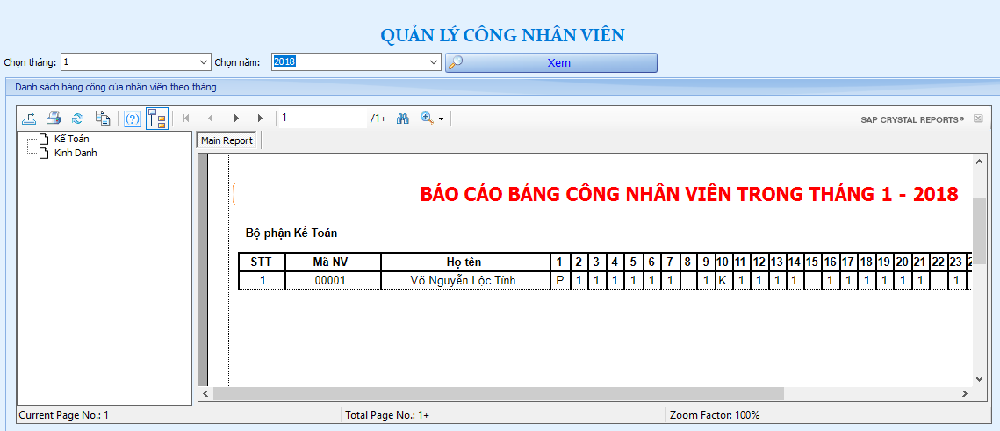 QUẢN LÝ CÔNG NHÂN VIÊN
Chọn tháng: 1 Chọn năm: 2018 Xem
Danh sách bảng công của nhân viên theo tháng
1 /1+ SAP CRYSTAL REPORTS®
Kế Toán
Kinh Danh
Main Report
BÁO CÁO BẢNG CÔNG NHÂN VIÊN TRONG THÁNG 1 - 2018
Bộ phận Kế Toán
STT Mã NV Họ tên 1 2 3 4 5 6 7 8 9 10 11 12 13 14 15 16 17 18 19 20 21 22 23
1 00001 Võ Nguyễn Lộc Tính P 1 1 1 1 1 1 1 K 1 1 1 1 1 1 1 1 1 1 1
Current Page No.: 1 Total Page No.: 1+ Zoom Factor: 100%